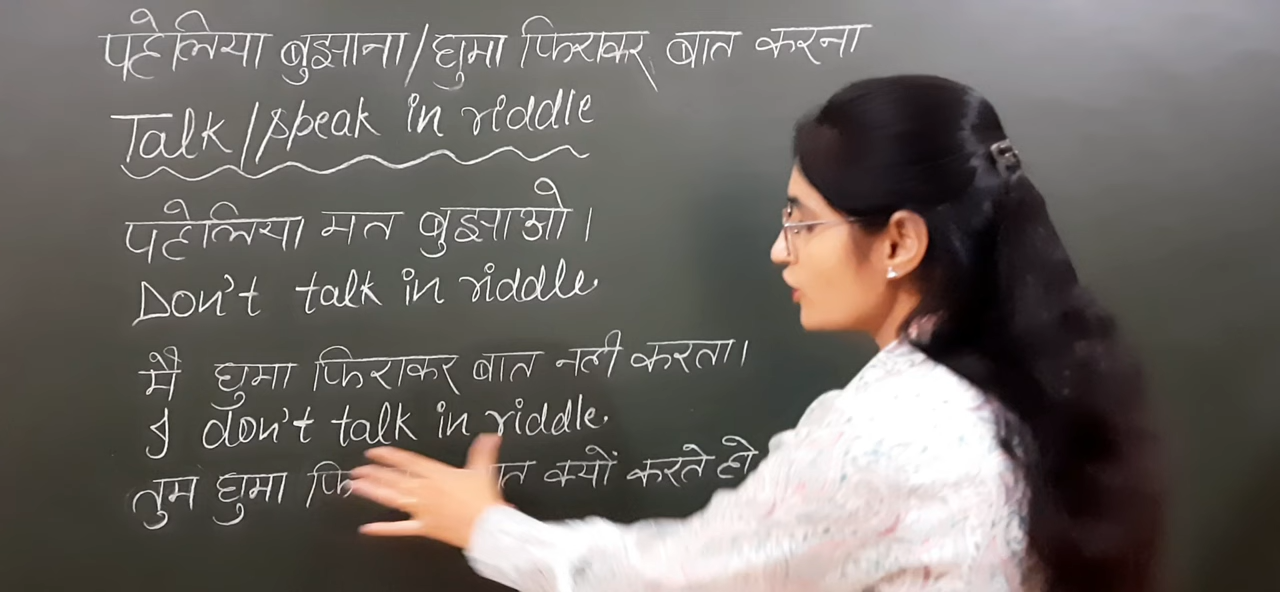 पहेलिया बुझाना/घुमा फिराकर बात करना
Talk/speak in riddle
पहेलिया मत बुझाओ।
Don't talk in riddle.
मै घुमा फिराकर बात नही करता।
I don't talk in riddle.
तुम घुमा बात क्यों करते हो